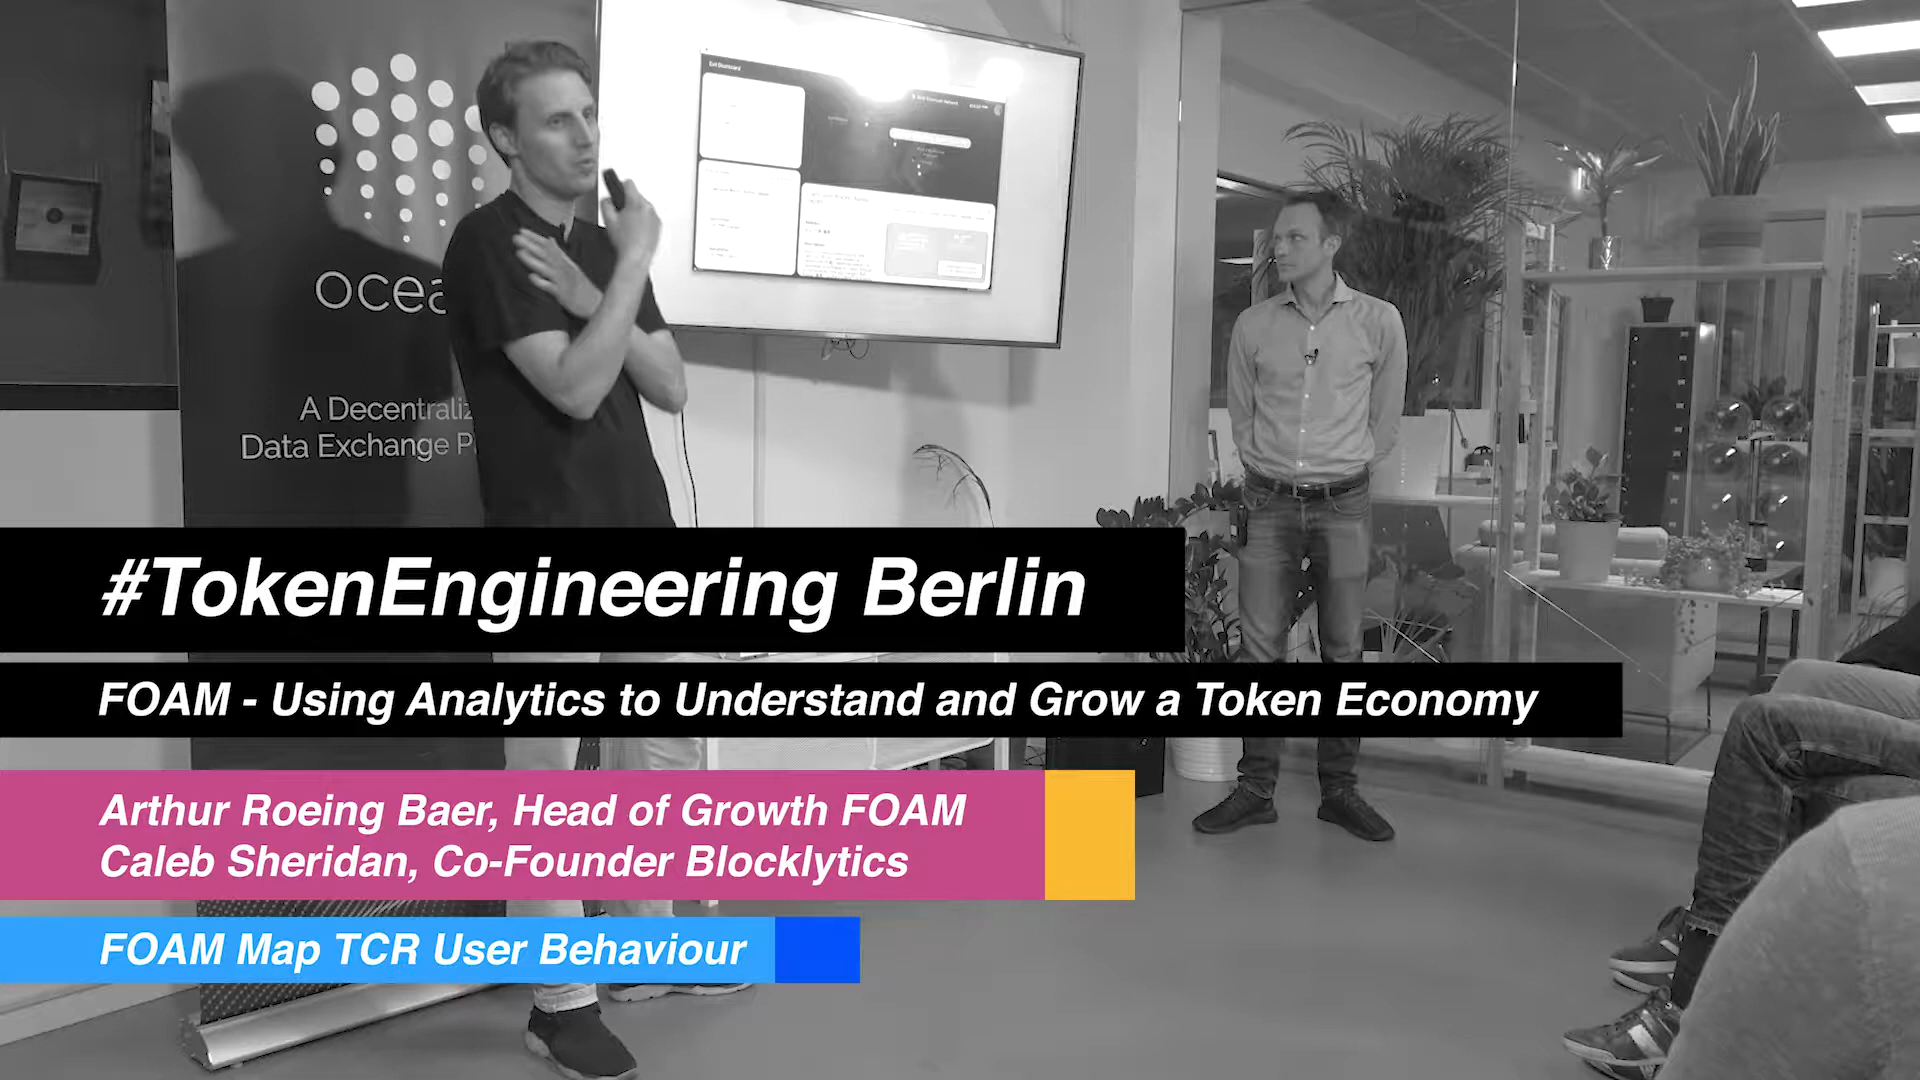 ocea
A Decentraliz
Data Exchange P
#TokenEngineering Berlin
FOAM - Using Analytics to Understand and Grow a Token Economy
Arthur Roeing Baer, Head of Growth FOAM
Caleb Sheridan, Co-Founder Blocklytics
FOAM Map TCR User Behaviour